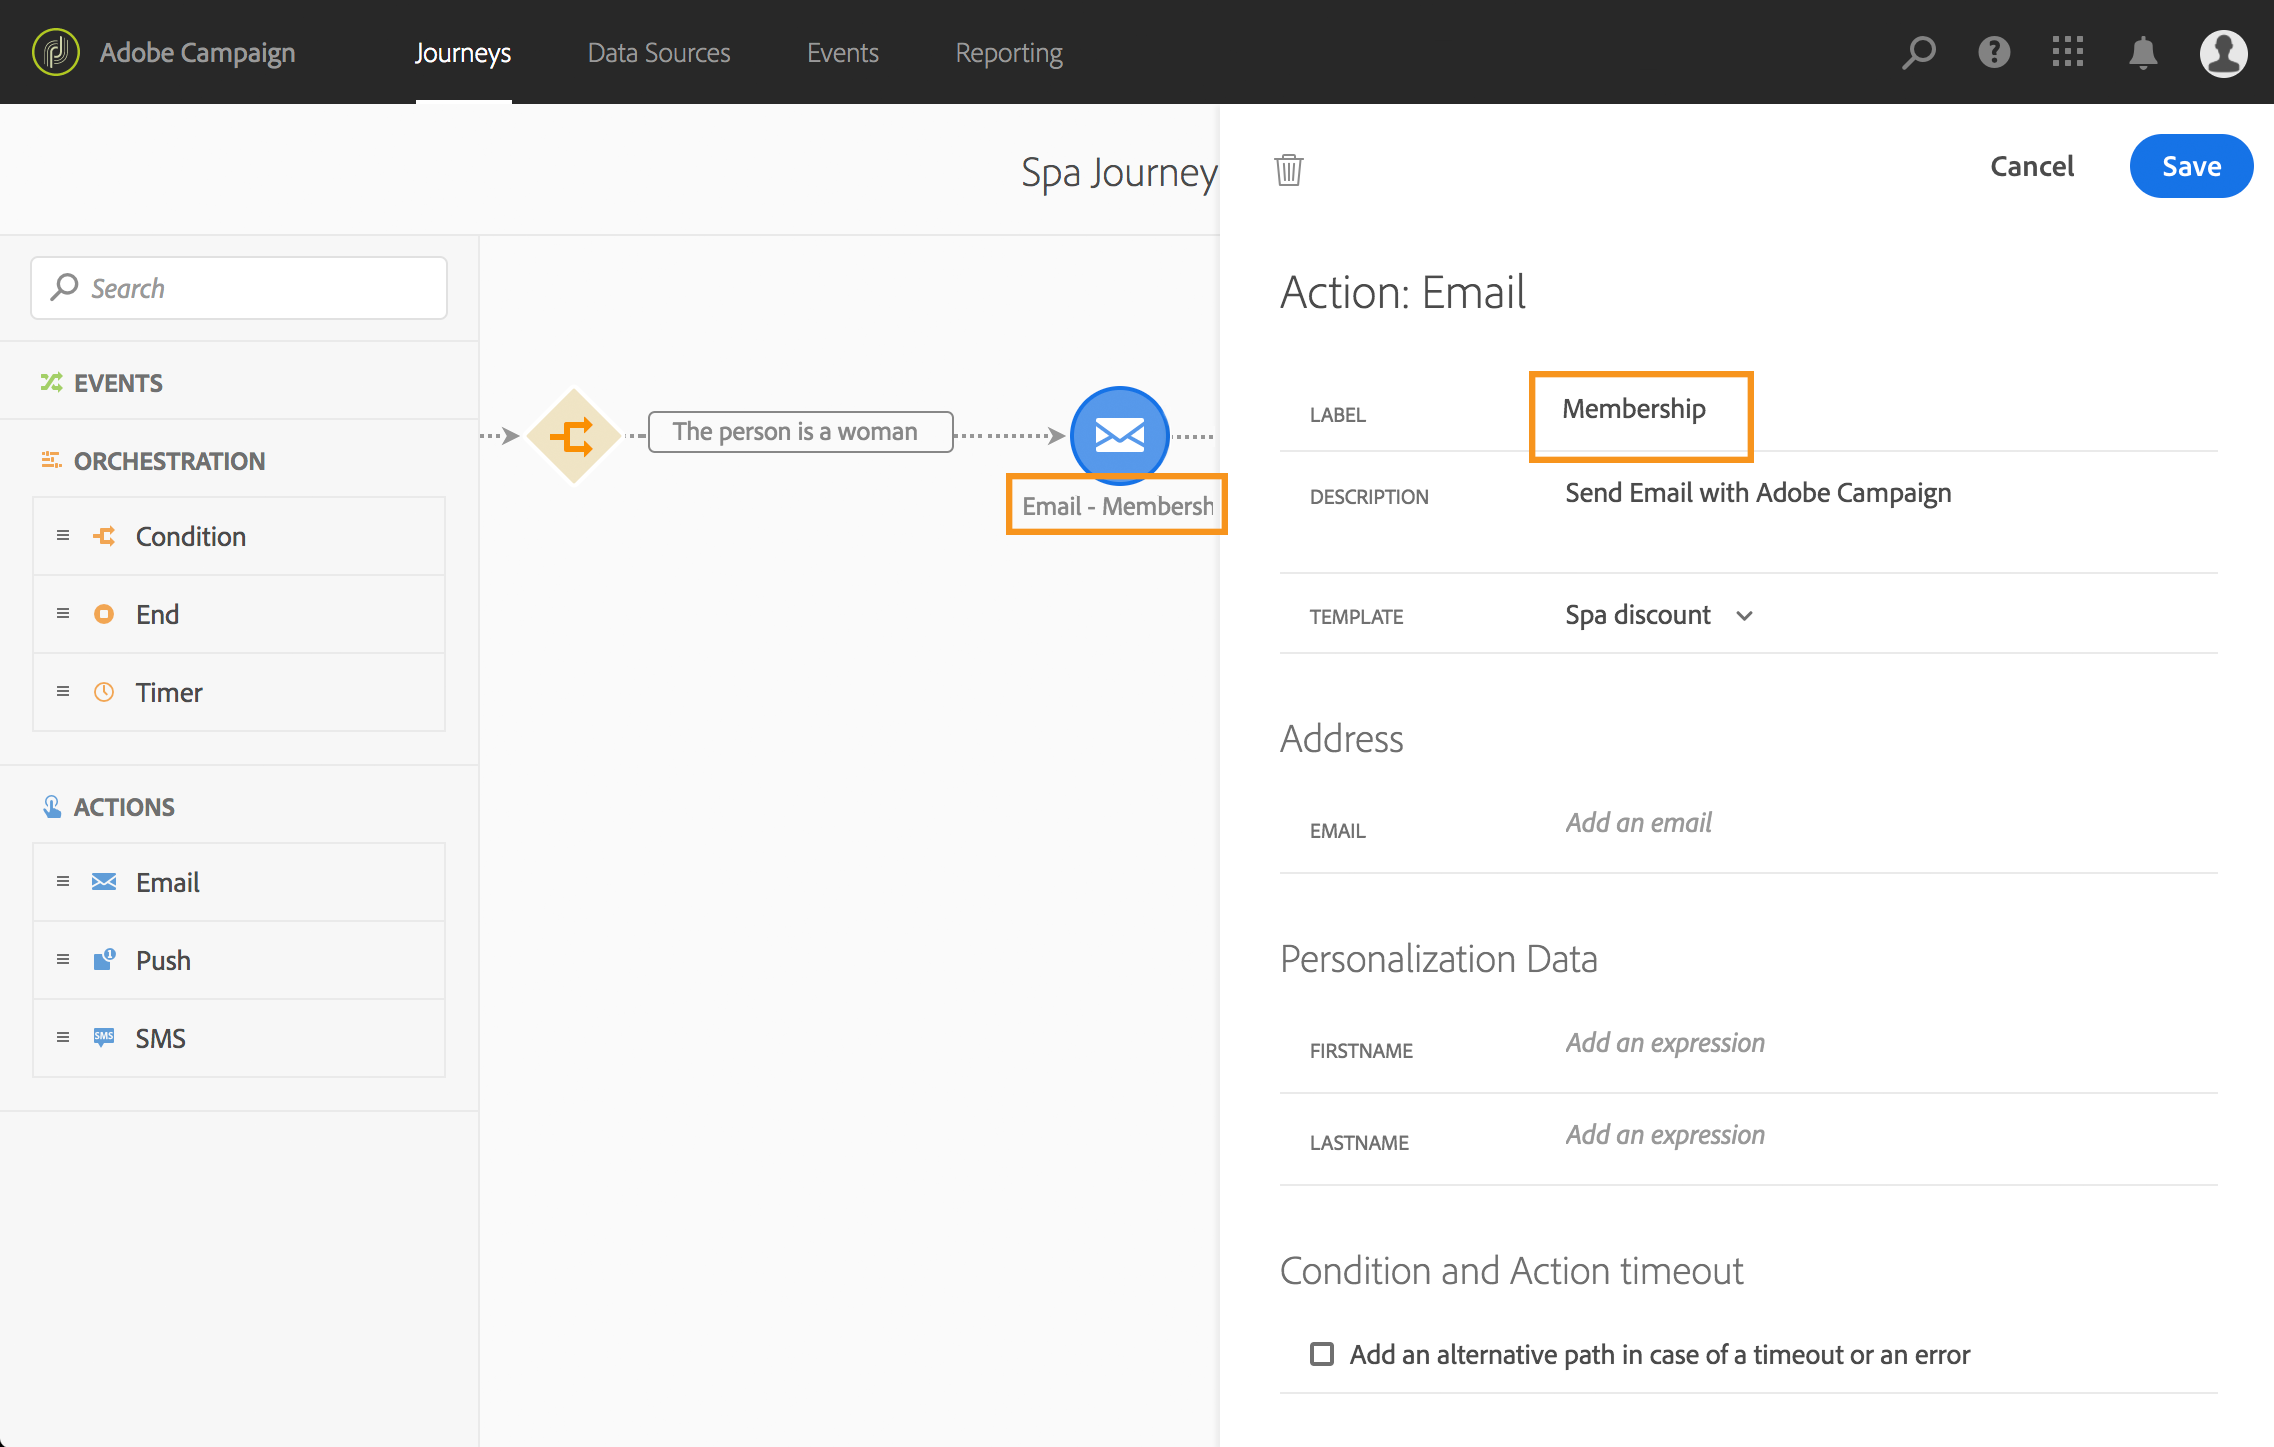 Adobe Campaign
Journeys
Data Sources
Events
Reporting
Spa Journey
Cancel
Save
Search
EVENTS
ORCHESTRATION
Condition
End
Timer
ACTIONS
Email
Push
SMS
SMS
The person is a woman
Email - Membersh
Action: Email
LABEL
Membership
DESCRIPTION
Send Email with Adobe Campaign
TEMPLATE
Spa discount
Address
EMAIL
Add an email
Personalization Data
FIRSTNAME
Add an expression
LASTNAME
Add an expression
Condition and Action timeout
Add an alternative path in case of a timeout or an error